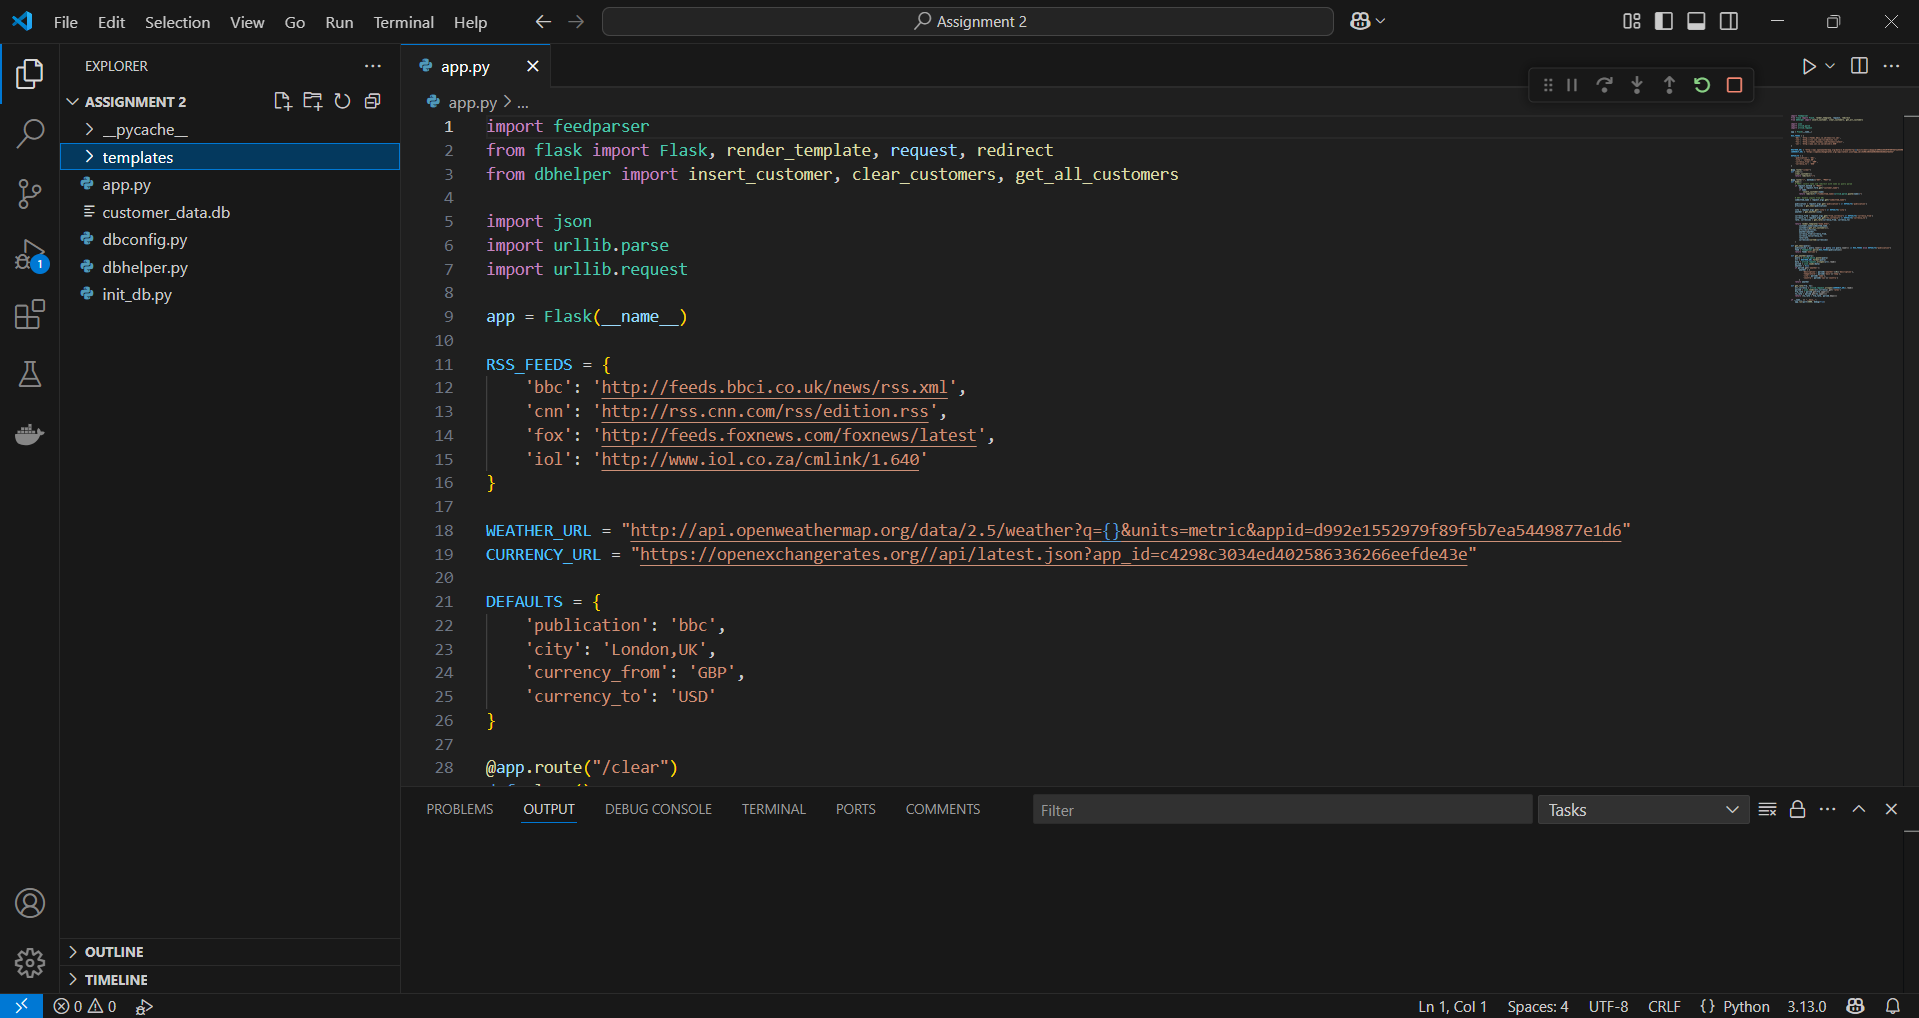 File Edit Selection View Go Run Terminal Help
Assignment 2
EXPLORER
ASSIGNMENT 2
__pycache__
templates
app.py
customer_data.db
dbconfig.py
dbhelper.py
init_db.py
1
OUTLINE
TIMELINE
app.py
app.py > ...
1 import feedparser
2 from flask import Flask, render_template, request, redirect
3 from dbhelper import insert_customer, clear_customers, get_all_customers
4
5 import json
6 import urllib.parse
7 import urllib.request
8
9 app = Flask(__name__)
10
11 RSS_FEEDS = {
12 'bbc': 'http://feeds.bbci.co.uk/news/rss.xml',
13 'cnn': 'http://rss.cnn.com/rss/edition.rss',
14 'fox': 'http://feeds.foxnews.com/foxnews/latest',
15 'iol': 'http://www.iol.co.za/cmlink/1.640'
16 }
17
18 WEATHER_URL = "http://api.openweathermap.org/data/2.5/weather?q={}&units=metric&appid=d992e1552979f89f5b7ea5449877e1d6"
19 CURRENCY_URL = "https://openexchangerates.org//api/latest.json?app_id=c4298c3034ed402586336266eefde43e"
20
21 DEFAULTS = {
22 'publication': 'bbc',
23 'city': 'London,UK',
24 'currency_from': 'GBP',
25 'currency_to': 'USD'
26 }
27
28 @app.route("/clear")
PROBLEMS OUTPUT DEBUG CONSOLE TERMINAL PORTS COMMENTS
Filter
Tasks
0 0
Ln 1, Col 1 Spaces: 4 UTF-8 CRLF {} Python 3.13.0